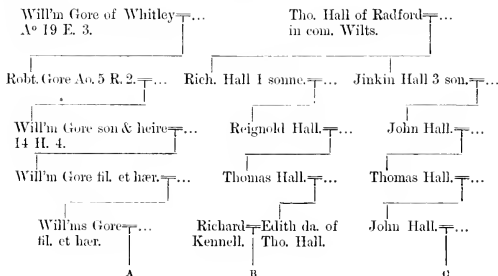 Will'm Gore of Whitley=...
Ao 19 E. 3.
Tho. Hall of Radford=...
in com. Wilts.
Robt. Gore Ao. 5 R. 2.=...
Rich. Hall 1 sonne.=...
Jinkin Hall 3 son.=...
Will'm Gore son & heire=...
14 H. 4.
Reignold Hall.=...
John Hall.=...
Will'm Gore fil. et hær.=...
Thomas Hall.=...
Thomas Hall.=...
Will'ms Gore=...
fil. et hær.
Richard=Edith da. of
Kennell. Tho. Hall.
John Hall.=...
A B C